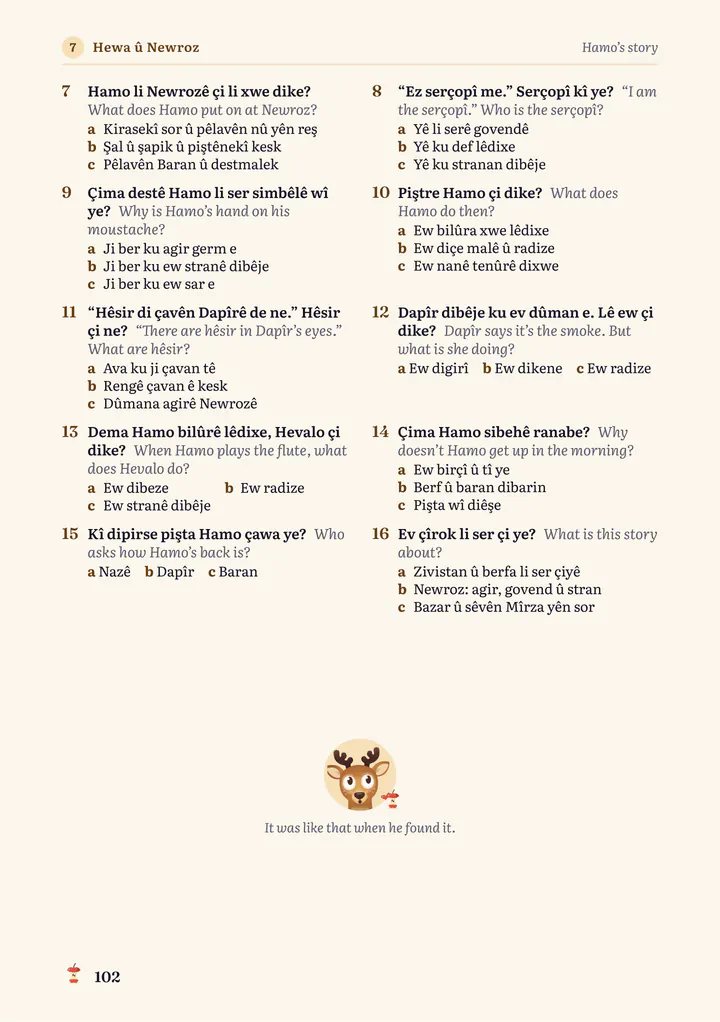 7 Hewa û Newroz
Hamo’s story
7 Hamo li Newrozê çi li xwe dike?
What does Hamo put on at Newroz?
a Kirasekî sor û pêlavên nû yên reş
b Şal û şapik û piştênekî kesk
c Pêlavên Baran û destmalek
8 “Ez serçopî me.” Serçopî kî ye? “I am
the serçopî.” Who is the serçopî?
a Yê li serê govendê
b Yê ku def lêdixe
c Yê ku stranan dibêje
9 Çima destê Hamo li ser simbêlê wî
ye? Why is Hamo’s hand on his
moustache?
a Ji ber ku agir germ e
b Ji ber ku ew stranê dibêje
c Ji ber ku ew sar e
10 Piştre Hamo çi dike? What does
Hamo do then?
a Ew bilûra xwe lêdixe
b Ew diçe malê û radize
c Ew nanê tenûrê dixwe
11 “Hêsir di çavên Dapîrê de ne.” Hêsir
çi ne? “There are hêsir in Dapîr’s eyes.”
What are hêsir?
a Ava ku ji çavan tê
b Rengê çavan ê kesk
c Dûmana agirê Newrozê
12 Dapîr dibêje ku ev dûman e. Lê ew çi
dike? Dapîr says it’s the smoke. But
what is she doing?
a Ew digirî b Ew dikene c Ew radize
13 Dema Hamo bilûrê lêdixe, Hevalo çi
dike? When Hamo plays the flute, what
does Hevalo do?
a Ew dibeze b Ew radize
c Ew stranê dibêje
14 Çima Hamo sibehê ranabe? Why
doesn’t Hamo get up in the morning?
a Ew birçî û tî ye
b Berf û baran dibarin
c Pişta wî diêşe
15 Kî dipirse pişta Hamo çawa ye? Who
asks how Hamo’s back is?
a Nazê b Dapîr c Baran
16 Ev çîrok li ser çi ye? What is this story
about?
a Zivistan û berfa li ser çiyê
b Newroz: agir, govend û stran
c Bazar û sêvên Mîrza yên sor
It was like that when he found it.
102